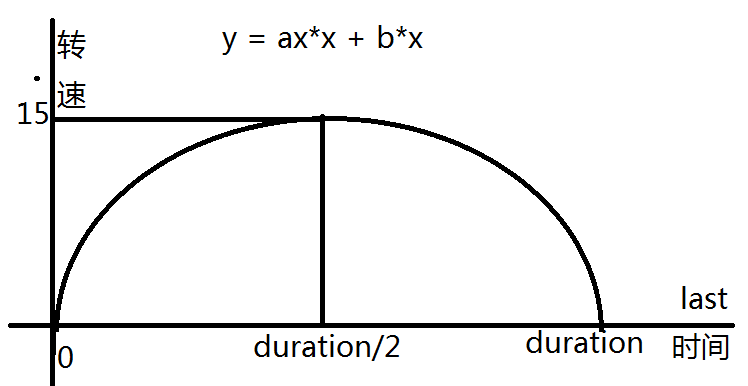 转
速
y = ax*x + b*x
15
last
时间
0
duration/2
duration